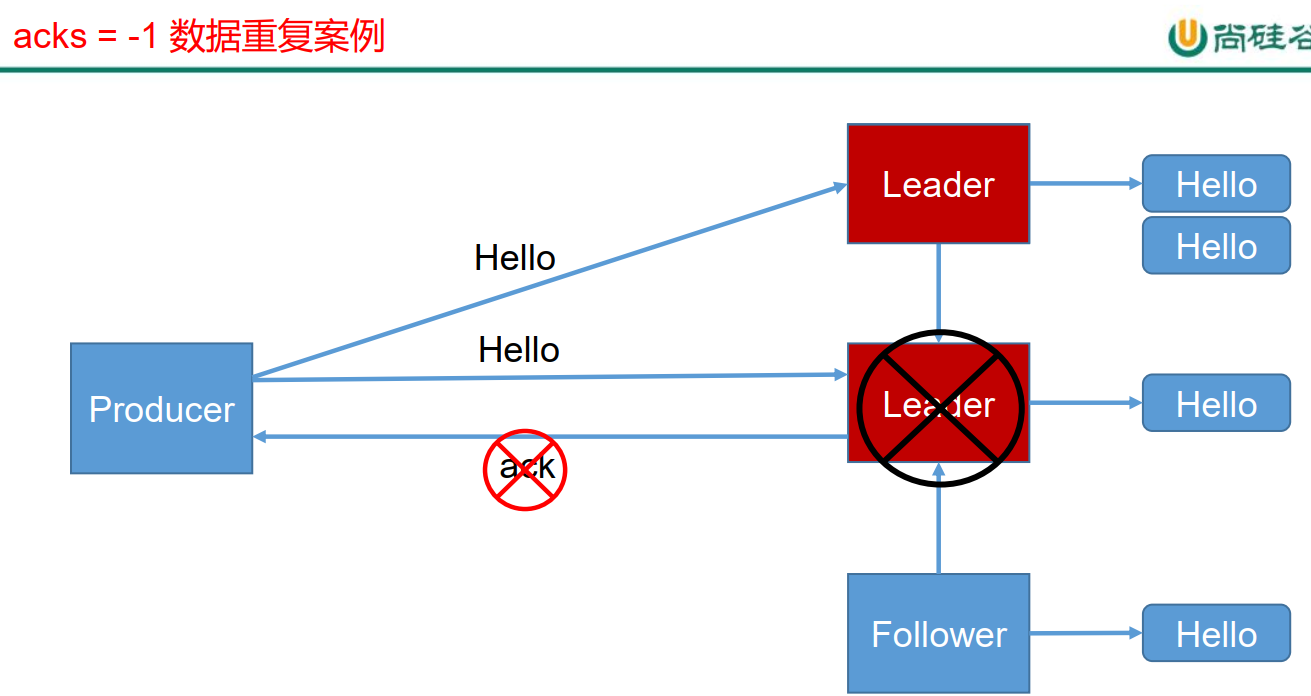 acks = -1 数据重复案例
尚硅谷
Leader
Hello
Hello
Hello
Hello
Producer
Leader
Hello
ack
Follower
Hello